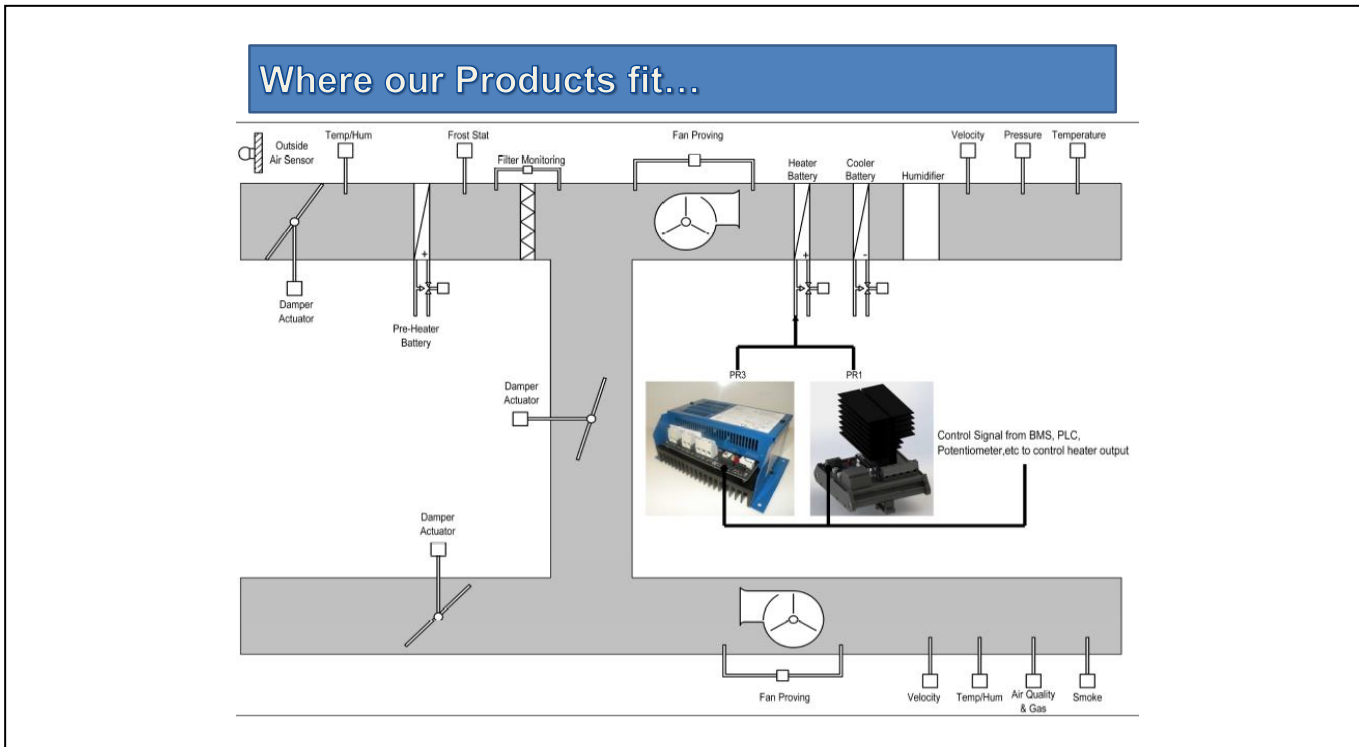 Where our Products fit...
Outside
Air Sensor
Temp/Hum
Frost Stat
Filter Monitoring
Fan Proving
Heater
Battery
Cooler
Battery
Humidifier
Velocity
Pressure
Temperature
+
+
-
Damper
Actuator
Pre-Heater
Battery
Damper
Actuator
PR3
PR1
Control Signal from BMS, PLC,
Potentiometer,etc to control heater output
Damper
Actuator
Fan Proving
Velocity
Temp/Hum
Air Quality
& Gas
Smoke